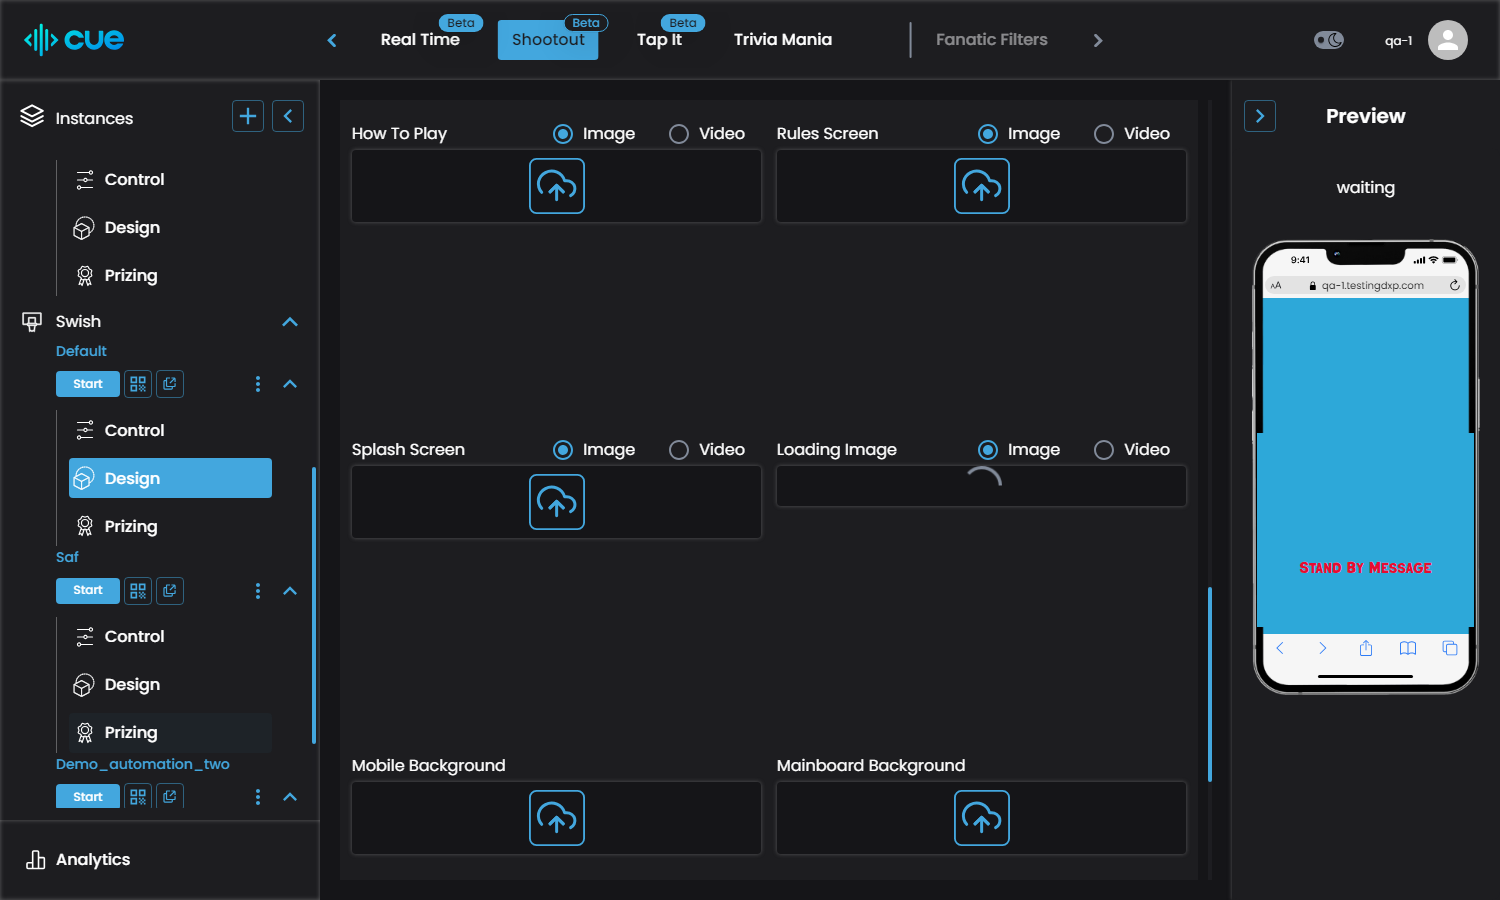 cue
Real Time
Beta
Shootout
Beta
Tap It
Beta
Trivia Mania
Fanatic Filters
qa-1
Instances
Control
Design
Prizing
Swish
Default
Start
Control
Design
Prizing
Saf
Start
Control
Design
Prizing
Demo_automation_two
Start
Analytics
How To Play
Image
Video
Rules Screen
Image
Video
Splash Screen
Image
Video
Loading Image
Image
Video
Mobile Background
Mainboard Background
Preview
waiting
9:41
AA
qa-1.testingdxp.com
Stand By Message